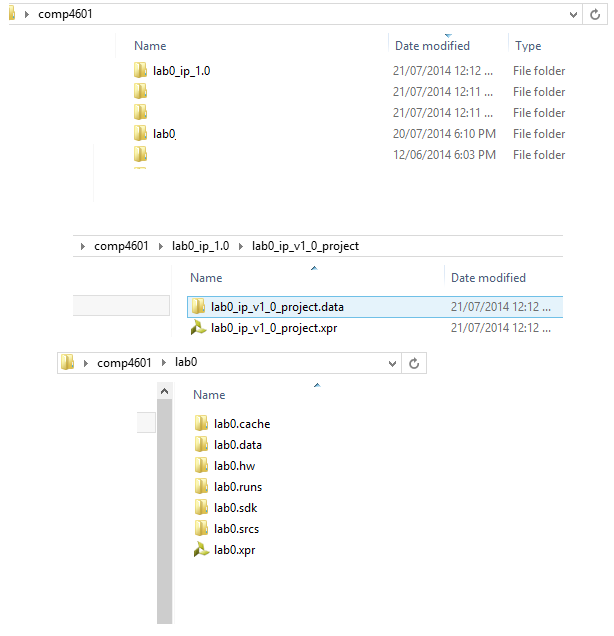 comp4601
Name Date modified Type
lab0_ip_1.0 21/07/2014 12:12 ... File folder
21/07/2014 12:11 ... File folder
21/07/2014 12:11 ... File folder
lab0 20/07/2014 6:10 PM File folder
12/06/2014 6:03 PM File folder
comp4601 lab0_ip_1.0 lab0_ip_v1_0_project
Name Date modified
lab0_ip_v1_0_project.data 21/07/2014 12:12 ...
lab0_ip_v1_0_project.xpr 21/07/2014 12:12 ...
comp4601 lab0
Name
lab0.cache
lab0.data
lab0.hw
lab0.runs
lab0.sdk
lab0.srcs
lab0.xpr